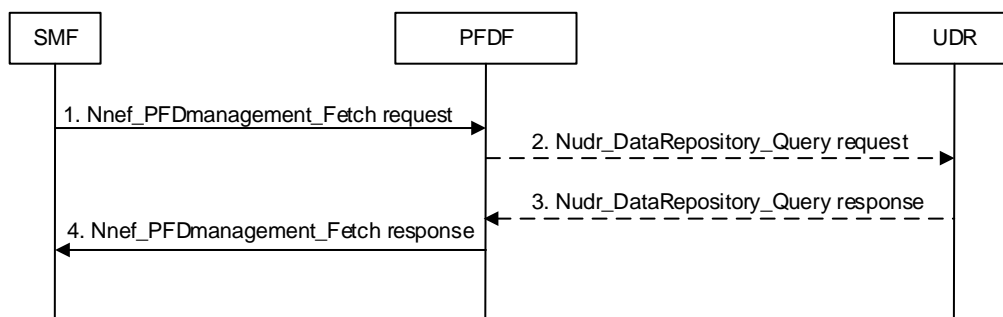 SMF
PFDF
UDR
1. Nnef_PFDmanagement_Fetch request
2. Nudr_DataRepository_Query request
3. Nudr_DataRepository_Query response
4. Nnef_PFDmanagement_Fetch response